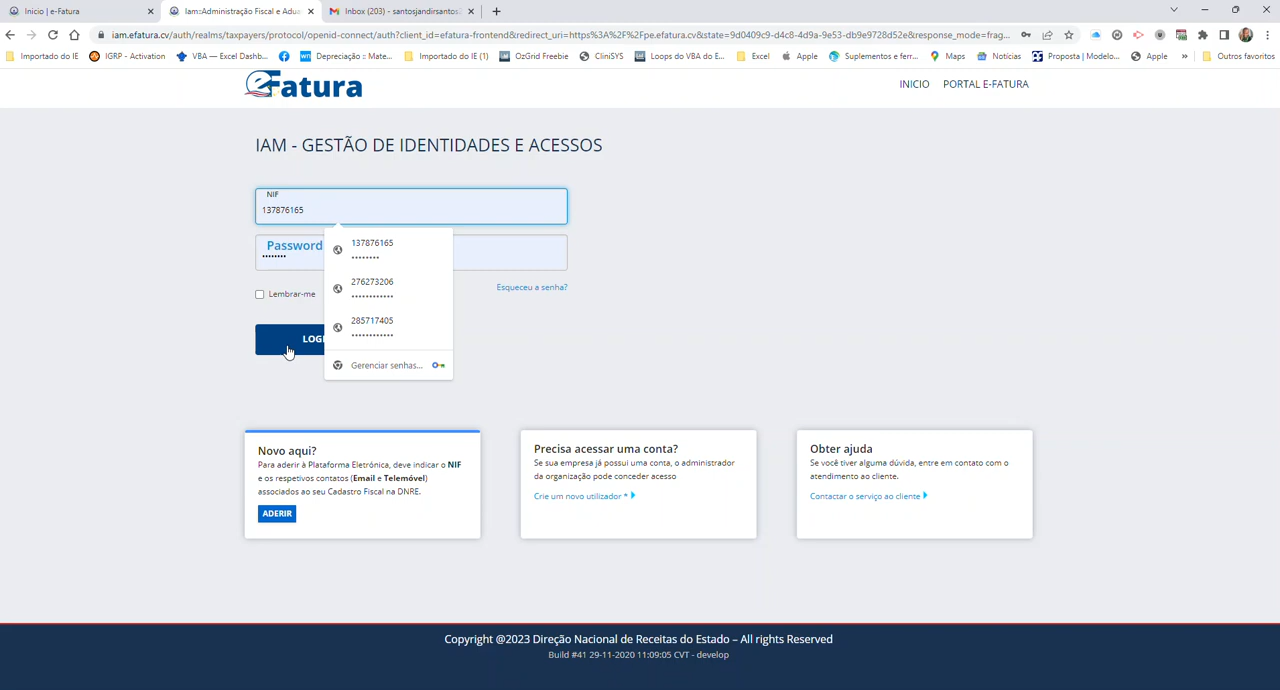 Inicio | e-Fatura
Iam:Administração Fiscal e Adua
Inbox (203) - santosjandirsantos
iam.efatura.cv/auth/realms/taxpayers/protocol/openid-connect/auth?client_id=efatura-frontend&redirect_uri=https%3A%2F%2Fpe.efatura.cv&state=9d0409c9-d4c8-4d9a-9e53-db9e9728d52e&response_mode=frag...
Importado do IE
IGRP - Activation
VBA — Excel Dashb...
Depreciação :: Mate...
Importado do IE (1)
OzGrid Freebie
CliniSYS
Loops do VBA do E...
Excel
Apple
Suplementos e ferr...
Maps
Notícias
Proposta | Modelo...
Apple
»
Outros favoritos
eFatura
INICIO
PORTAL E-FATURA
IAM - GESTÃO DE IDENTIDADES E ACESSOS
NIF
137876165
Password
••••••••
137876165
••••••••
276273206
••••••••••••
285717405
••••••••••••
Gerenciar senhas...
Lembrar-me
Esqueceu a senha?
LOGI
Novo aqui?
Para aderir à Plataforma Eletrónica, deve indicar o NIF
e os respetivos contatos (Email e Telemóvel)
associados ao seu Cadastro Fiscal na DNRE.
ADERIR
Precisa acessar uma conta?
Se sua empresa já possui uma conta, o administrador
da organização pode conceder acesso
Crie um novo utilizador *
Obter ajuda
Se você tiver alguma dúvida, entre em contato com o
atendimento ao cliente.
Contactar o serviço ao cliente
Copyright @2023 Direção Nacional de Receitas do Estado – All rights Reserved
Build #41 29-11-2020 11:09:05 CVT - develop